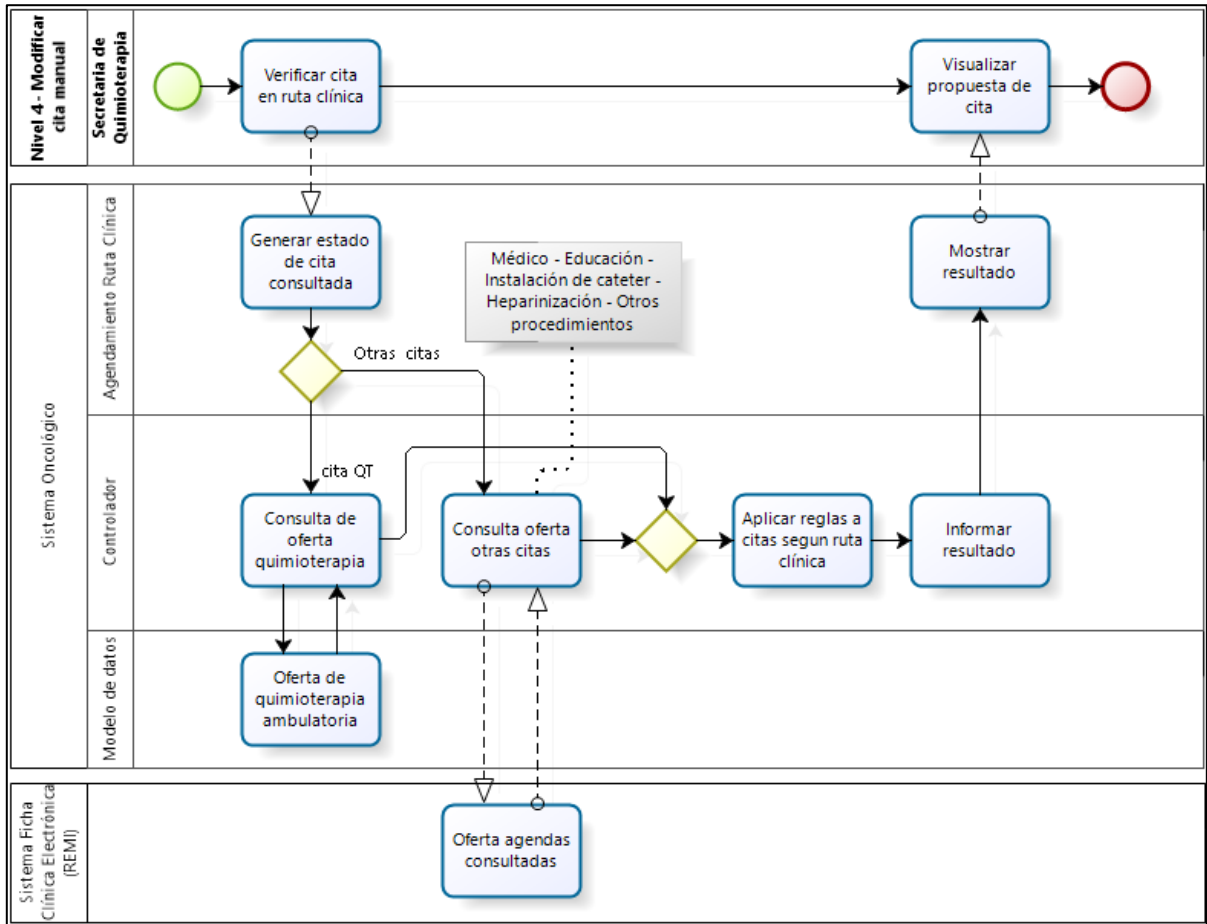 Nivel 4 - Modificar
cita manual
Secretaria de
Quimioterapia
Verificar cita
en ruta clínica
Visualizar
propuesta de
cita
Sistema Oncológico
Agendamiento Ruta Clínica
Generar estado
de cita
consultada
Médico - Educación -
Instalación de cateter -
Heparinización - Otros
procedimientos
Mostrar
resultado
Otras citas
cita QT
Controlador
Consulta de
oferta
quimioterapia
Consulta oferta
otras citas
Aplicar reglas a
citas segun ruta
clínica
Informar
resultado
Modelo de datos
Oferta de
quimioterapia
ambulatoria
Sistema Ficha
Clínica Electrónica
(REMI)
Oferta agendas
consultadas